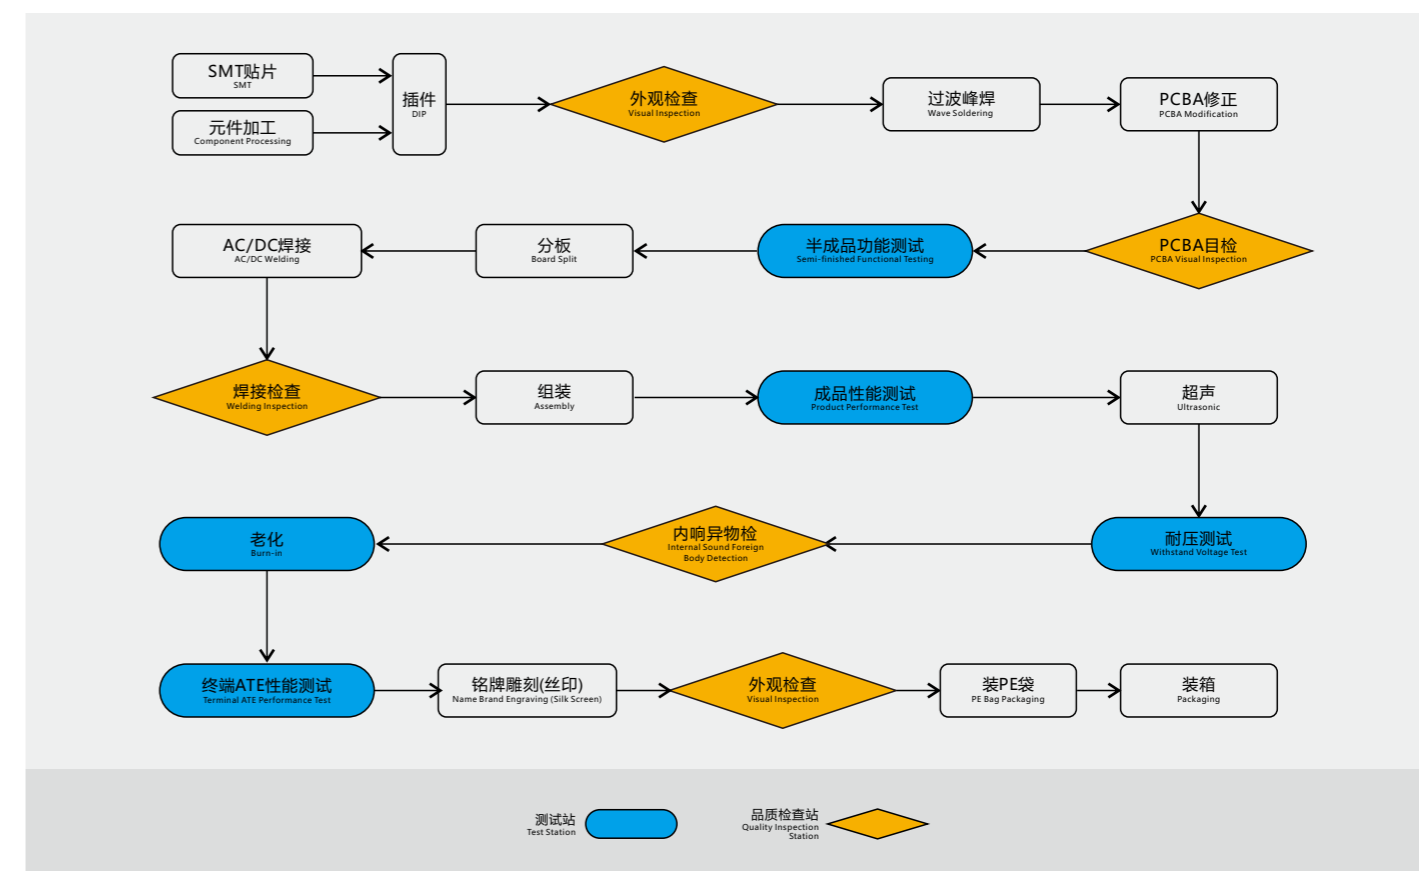 SMT贴片
SMT
元件加工
Component Processing
插件
DIP
外观检查
Visual Inspection
过波峰焊
Wave Soldering
PCBA修正
PCBA Modification
AC/DC焊接
AC/DC Welding
分板
Board Split
半成品功能测试
Semi-finished Functional Testing
PCBA目检
PCBA Visual Inspection
焊接检查
Welding Inspection
组装
Assembly
成品性能测试
Product Performance Test
超声
Ultrasonic
老化
Burn-in
内响异物检
Internal Sound Foreign
Body Detection
耐压测试
Withstand Voltage Test
终端ATE性能测试
Terminal ATE Performance Test
铭牌雕刻(丝印)
Name Brand Engraving (Silk Screen)
外观检查
Visual Inspection
装PE袋
PE Bag Packaging
装箱
Packaging
测试站
Test Station
品质检查站
Quality Inspection
Station